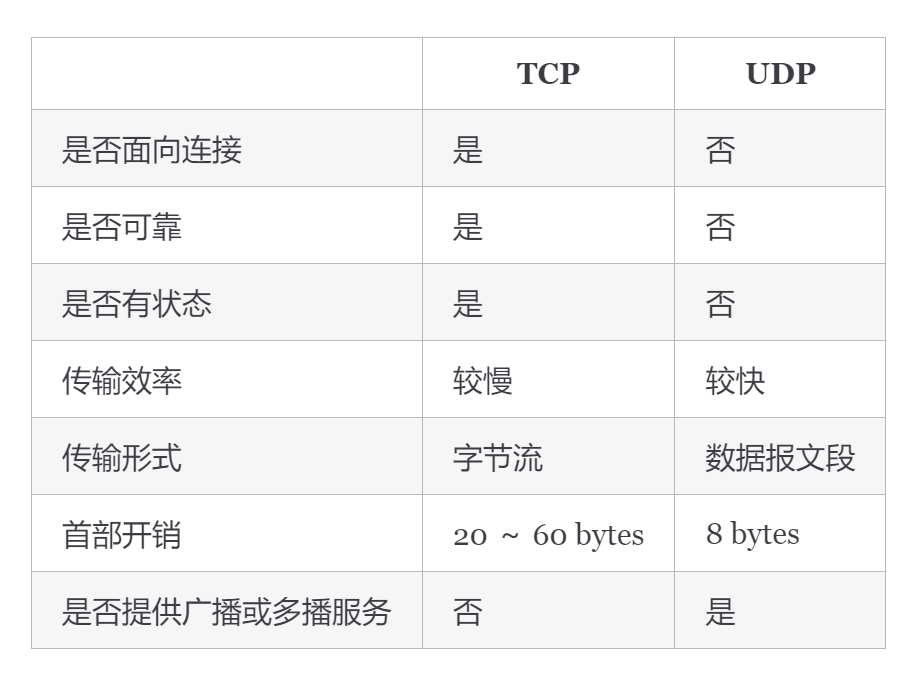 TCP UDP
是否面向连接 是 否
是否可靠 是 否
是否有状态 是 否
传输效率 较慢 较快
传输形式 字节流 数据报文段
首部开销 20 ~ 60 bytes 8 bytes
是否提供广播或多播服务 否 是